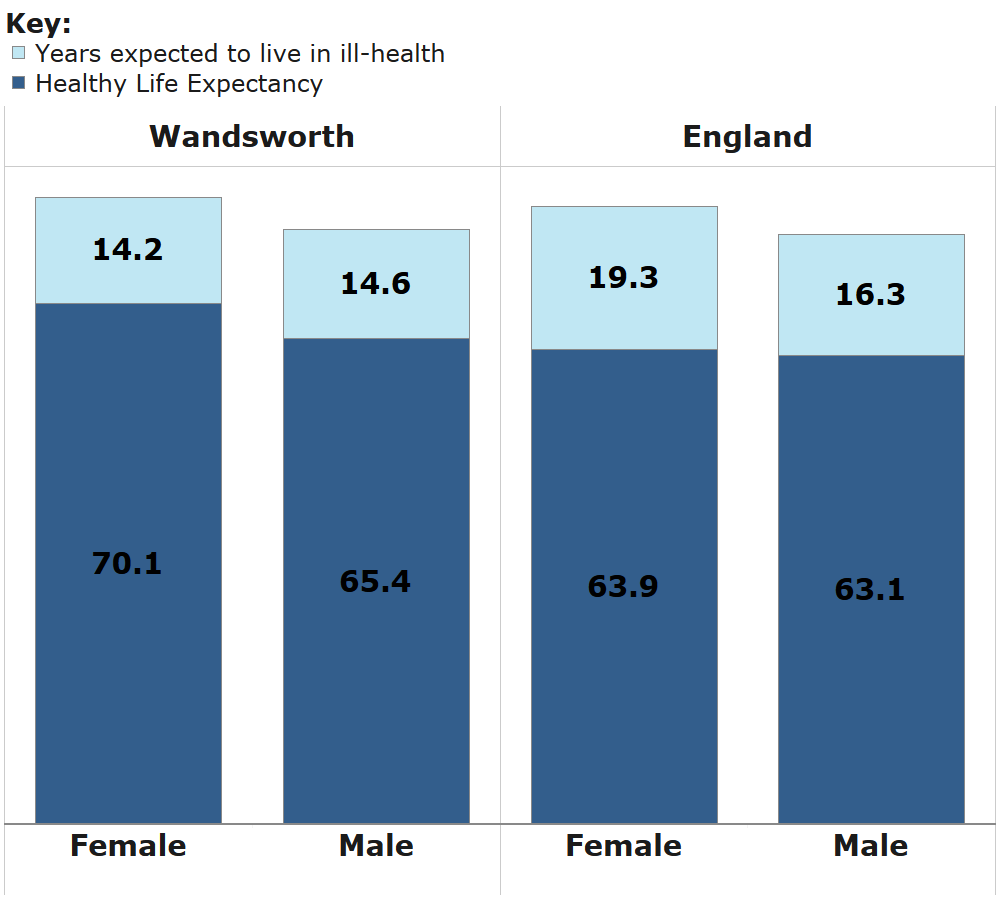 Key:
Years expected to live in ill-health
Healthy Life Expectancy
Wandsworth England
14.2 14.6 19.3 16.3
70.1 65.4 63.9 63.1
Female Male Female Male